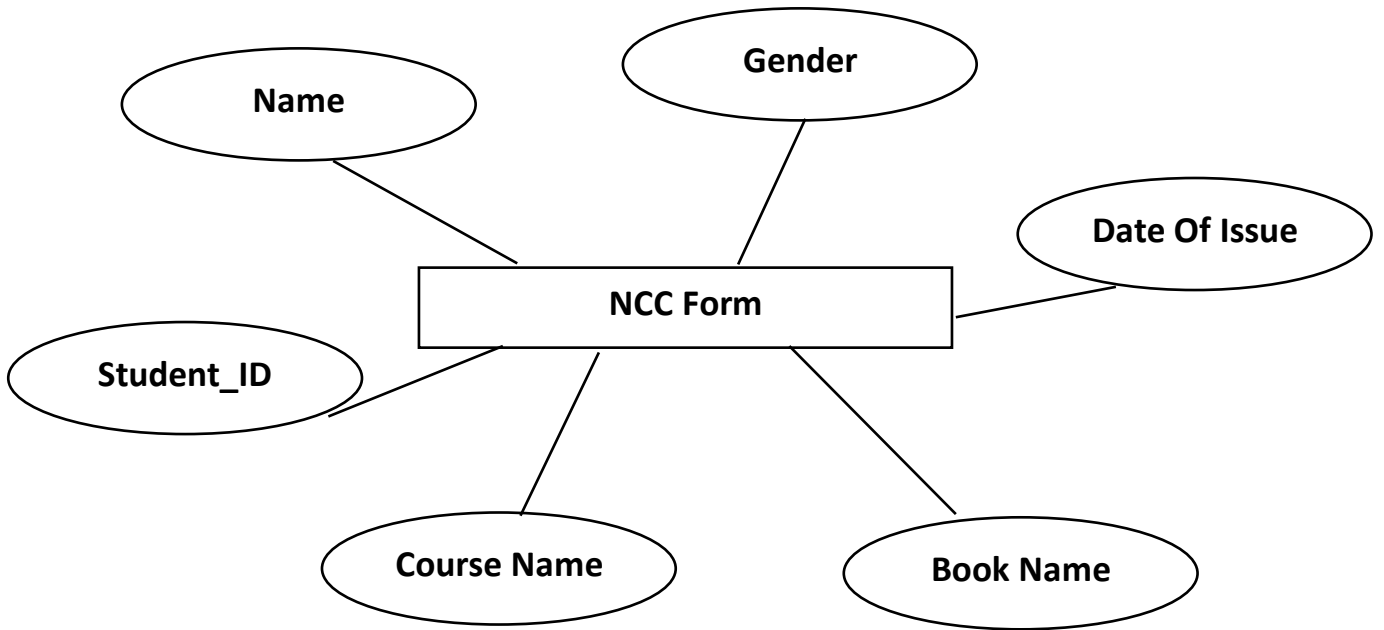 Gender
Name
Date Of Issue
NCC Form
Student_ID
Course Name
Book Name